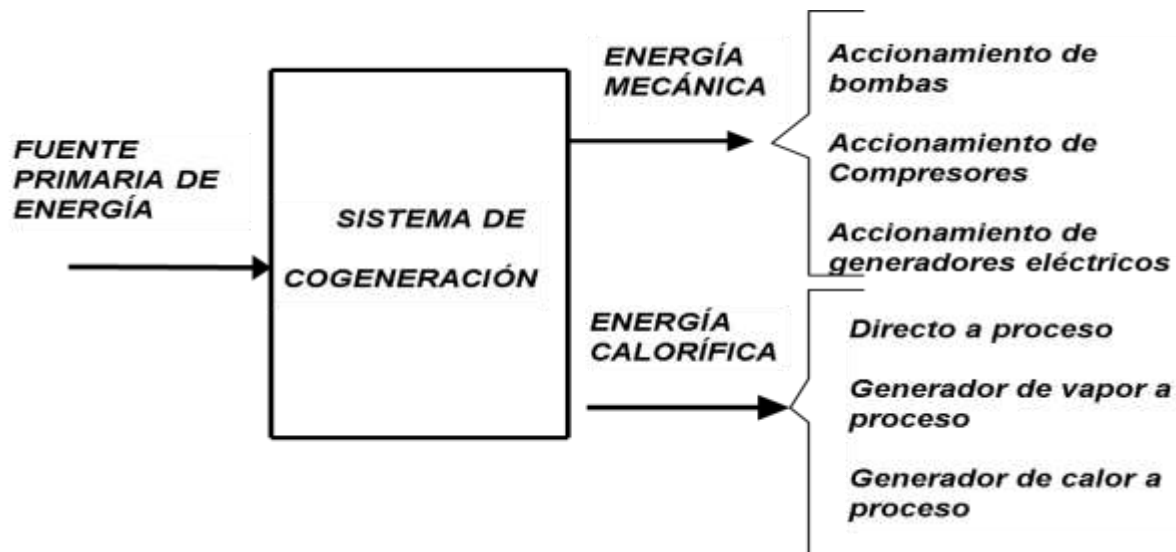 FUENTE
PRIMARIA DE
ENERGÍA
SISTEMA DE
COGENERACIÓN
ENERGÍA
MECÁNICA
Accionamiento de
bombas
Accionamiento de
Compresores
Accionamiento de
generadores eléctricos
ENERGÍA
CALORÍFICA
Directo a proceso
Generador de vapor a
proceso
Generador de calor a
proceso